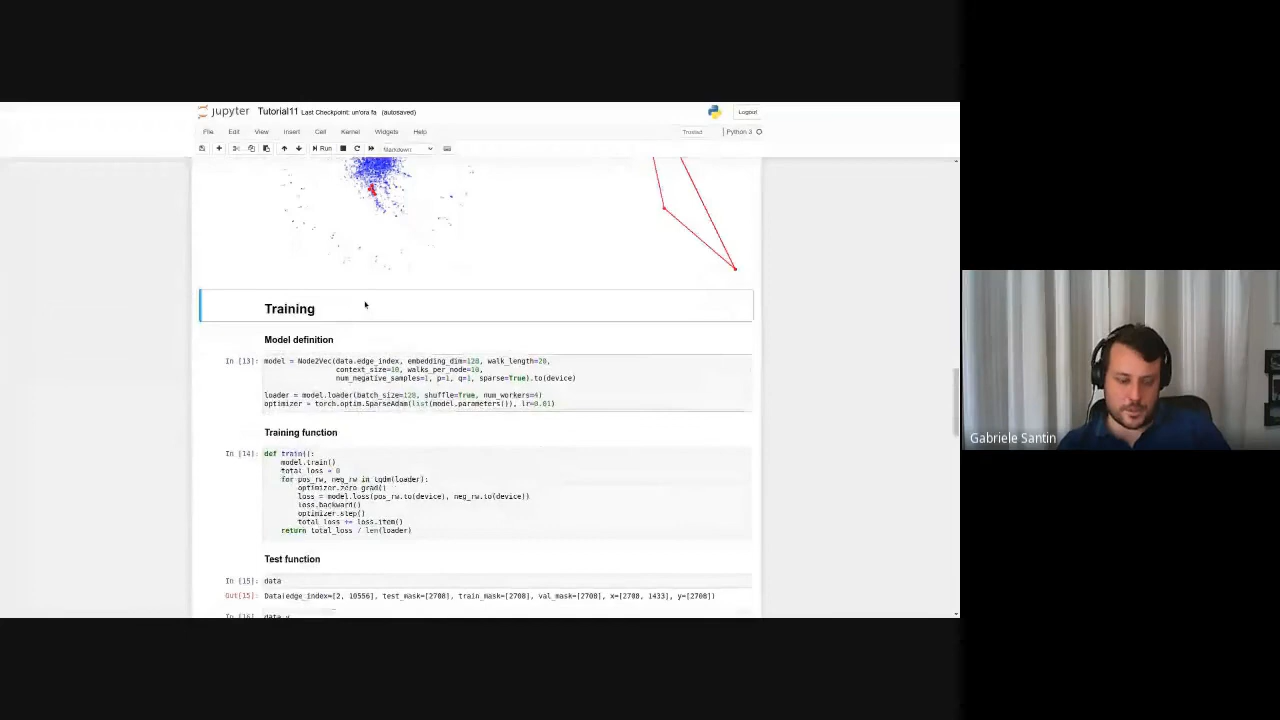 jupyter Tutorial11 Last Checkpoint: un'ora fa (autosaved)
Logout
File Edit View Insert Cell Kernel Widgets Help
Trusted
Python 3
Run
Markdown
Training
Model definition
In [13]: model = Node2Vec(data.edge_index, embedding_dim=128, walk_length=20,
context_size=10, walks_per_node=10,
num_negative_samples=1, p=1, q=1, sparse=True).to(device)
loader = model.loader(batch_size=128, shuffle=True, num_workers=4)
optimizer = torch.optim.SparseAdam(list(model.parameters()), lr=0.01)
Training function
In [14]: def train():
model.train()
total_loss = 0
for pos_rw, neg_rw in tqdm(loader):
optimizer.zero_grad()
loss = model.loss(pos_rw.to(device), neg_rw.to(device))
loss.backward()
optimizer.step()
total_loss += loss.item()
return total_loss / len(loader)
Test function
In [15]: data
Out[15]: Data(edge_index=[2, 10556], test_mask=[2708], train_mask=[2708], val_mask=[2708], x=[2708, 1433], y=[2708])
In [16]: data.y
Gabriele Santin